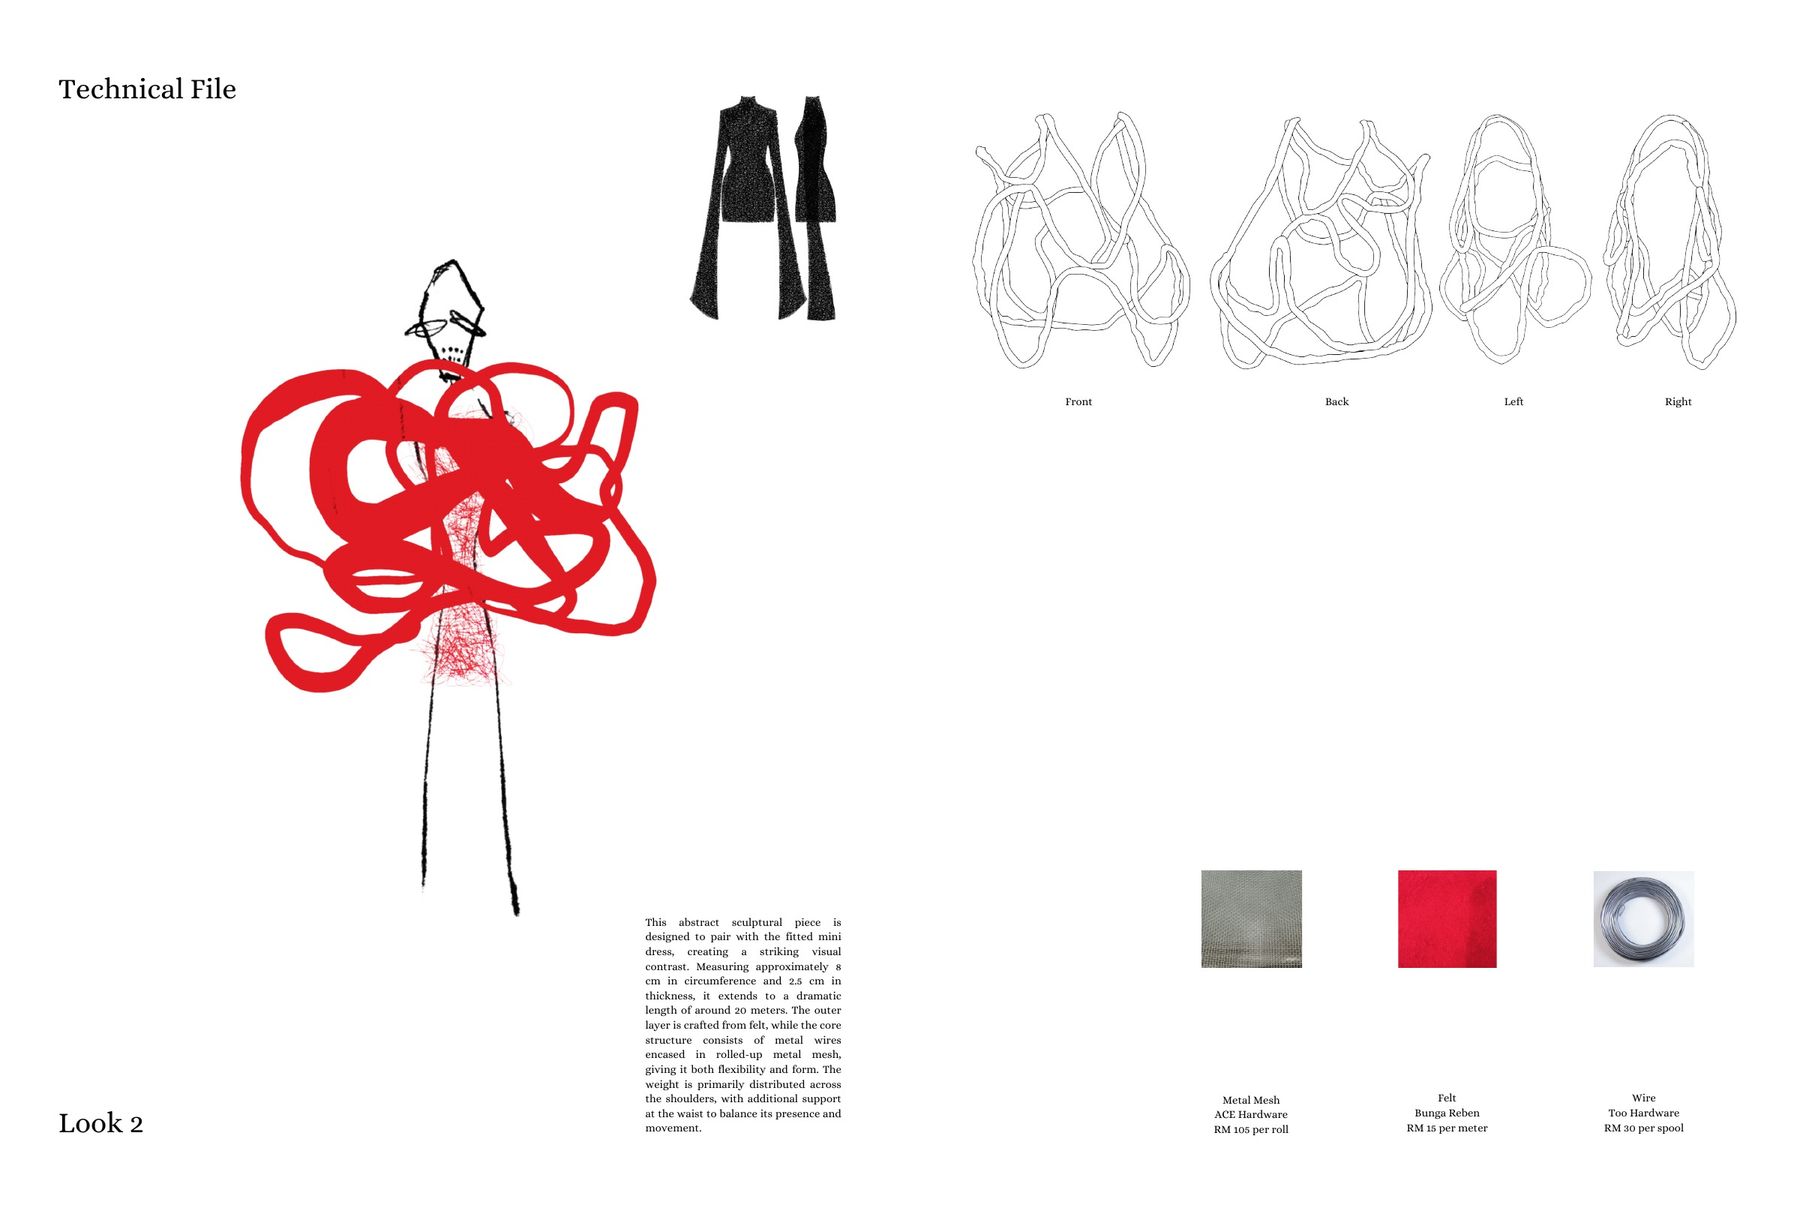 Technical File
Front
Back
Left
Right
This abstract sculptural piece is
designed to pair with the fitted mini
dress, creating a striking visual
contrast. Measuring approximately 8
cm in circumference and 2.5 cm in
thickness, it extends to a dramatic
length of around 20 meters. The outer
layer is crafted from felt, while the core
structure consists of metal wires
encased in rolled-up metal mesh,
giving it both flexibility and form. The
weight is primarily distributed across
the shoulders, with additional support
at the waist to balance its presence and
movement.
Look 2
Metal Mesh
ACE Hardware
RM 105 per roll
Felt
Bunga Reben
RM 15 per meter
Wire
Too Hardware
RM 30 per spool